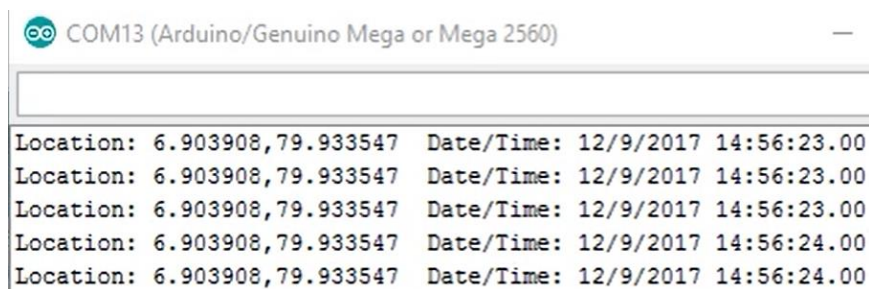 COM13 (Arduino/Genuino Mega or Mega 2560)
Location: 6.903908,79.933547  Date/Time: 12/9/2017 14:56:23.00
Location: 6.903908,79.933547  Date/Time: 12/9/2017 14:56:23.00
Location: 6.903908,79.933547  Date/Time: 12/9/2017 14:56:23.00
Location: 6.903908,79.933547  Date/Time: 12/9/2017 14:56:24.00
Location: 6.903908,79.933547  Date/Time: 12/9/2017 14:56:24.00